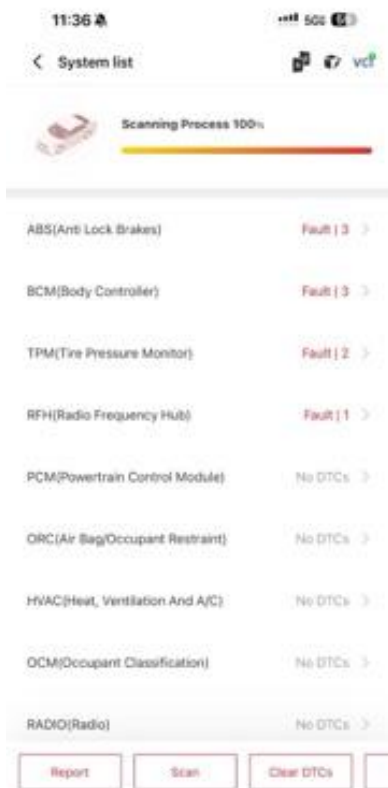 11:36
System list
vci
Scanning Process 100%
ABS(Anti Lock Brakes) Fault | 3
BCM(Body Controller) Fault | 3
TPM(Tire Pressure Monitor) Fault | 2
RFH(Radio Frequency Hub) Fault | 1
PCM(Powertrain Control Module) No DTCs
ORC(Air Bag/Occupant Restraint) No DTCs
HVAC(Heat, Ventilation And A/C) No DTCs
OCM(Occupant Classification) No DTCs
RADIO(Radio) No DTCs
Report Scan Clear DTCs